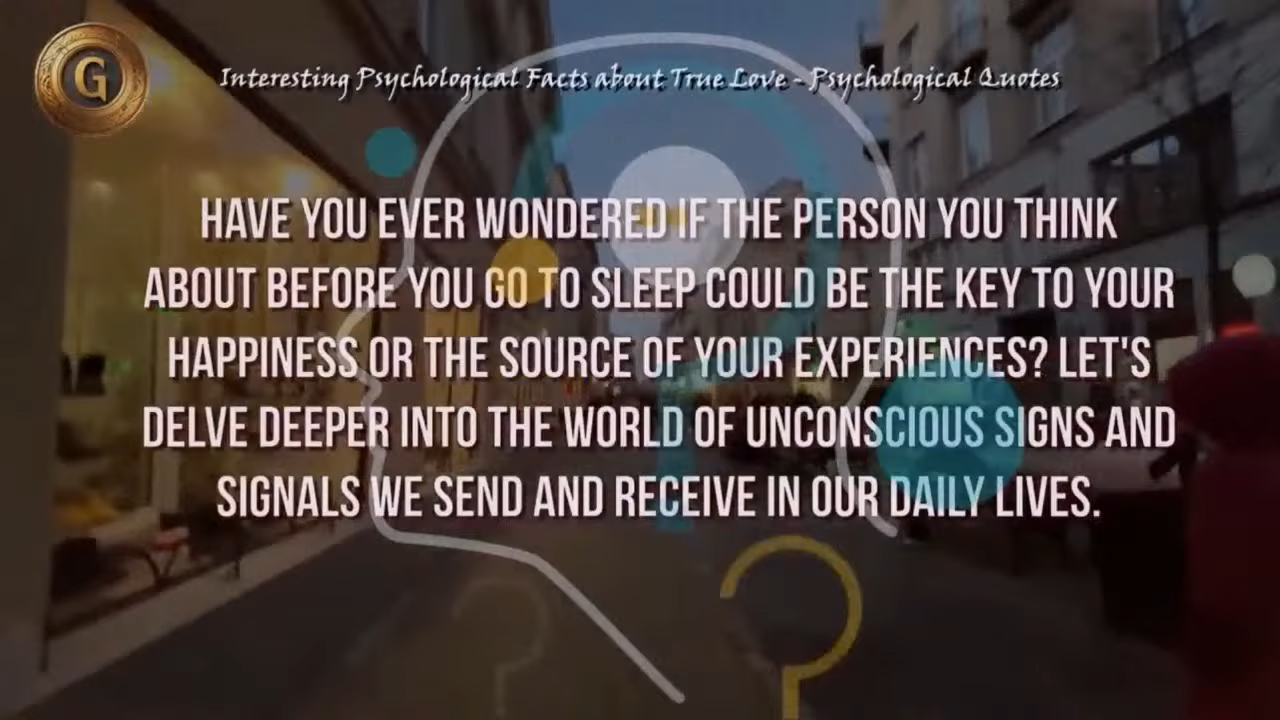 G
Interesting Psychological Facts about True Love - Psychological Quotes
HAVE YOU EVER WONDERED IF THE PERSON YOU THINK
ABOUT BEFORE YOU GO TO SLEEP COULD BE THE KEY TO YOUR
HAPPINESS OR THE SOURCE OF YOUR EXPERIENCES? LET'S
DELVE DEEPER INTO THE WORLD OF UNCONSCIOUS SIGNS AND
SIGNALS WE SEND AND RECEIVE IN OUR DAILY LIVES.